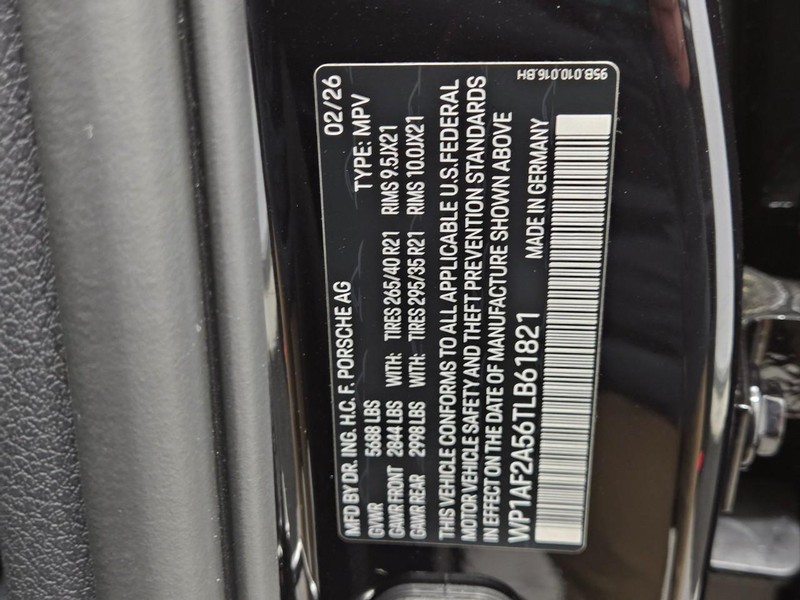 MFD BY DR. ING. H.C. F. PORSCHE AG 02/26
GVWR 5688 LBS TYPE: MPV
GAWR FRONT 2844 LBS WITH: TIRES 265/40 R21 RIMS 9.5JX21
GAWR REAR 2998 LBS WITH: TIRES 295/35 R21 RIMS 10.0JX21
THIS VEHICLE CONFORMS TO ALL APPLICABLE U.S.FEDERAL
MOTOR VEHICLE SAFETY AND THEFT PREVENTION STANDARDS
IN EFFECT ON THE DATE OF MANUFACTURE SHOWN ABOVE
WP1AF2A56TLB61821 MADE IN GERMANY
95B.010.016.BH